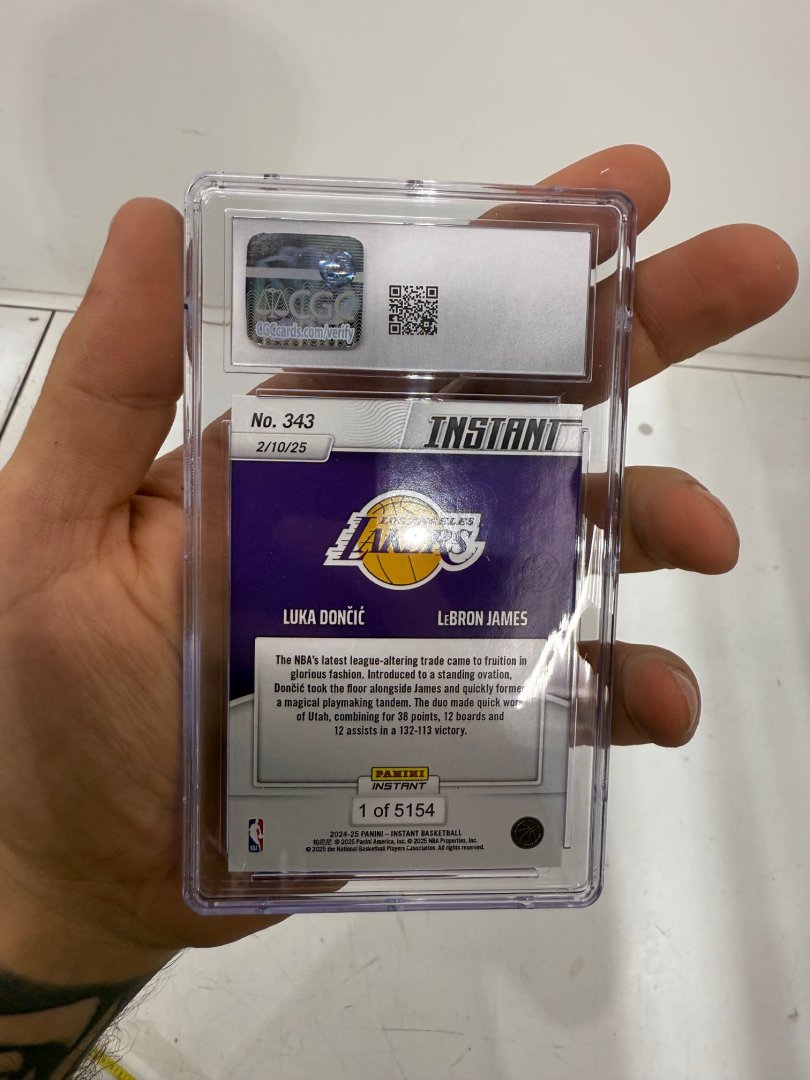 CGC
CGCcards.com/verify
No. 343
INSTANT
2/10/25
LOS ANGELES
LAKERS
LUKA DONČIĆ
LeBRON JAMES
The NBA's latest league-altering trade came to fruition in
glorious fashion. Introduced to a standing ovation,
Dončić took the floor alongside James and quickly forme
a magical playmaking tandem. The duo made quick wor
of Utah, combining for 38 points, 12 boards and
12 assists in a 132-113 victory.
PANINI
INSTANT
1 of 5154
2024-25 PANINI – INSTANT BASKETBALL
帕尼尼 © 2025 Panini America, Inc. © 2025 NBA Properties, Inc.
© 2025 the National Basketball Players Association. All rights reserved.